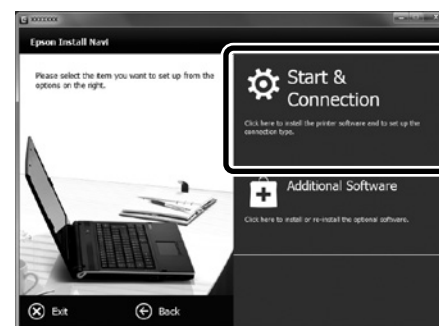 XXXXXXX
Epson Install Navi
Please select the item you want to set up from the
options on the right.
Start &
Connection
Click here to install the printer software and to set up the
connection type.
Additional Software
Click here to install or re-install the optional software.
Exit
Back